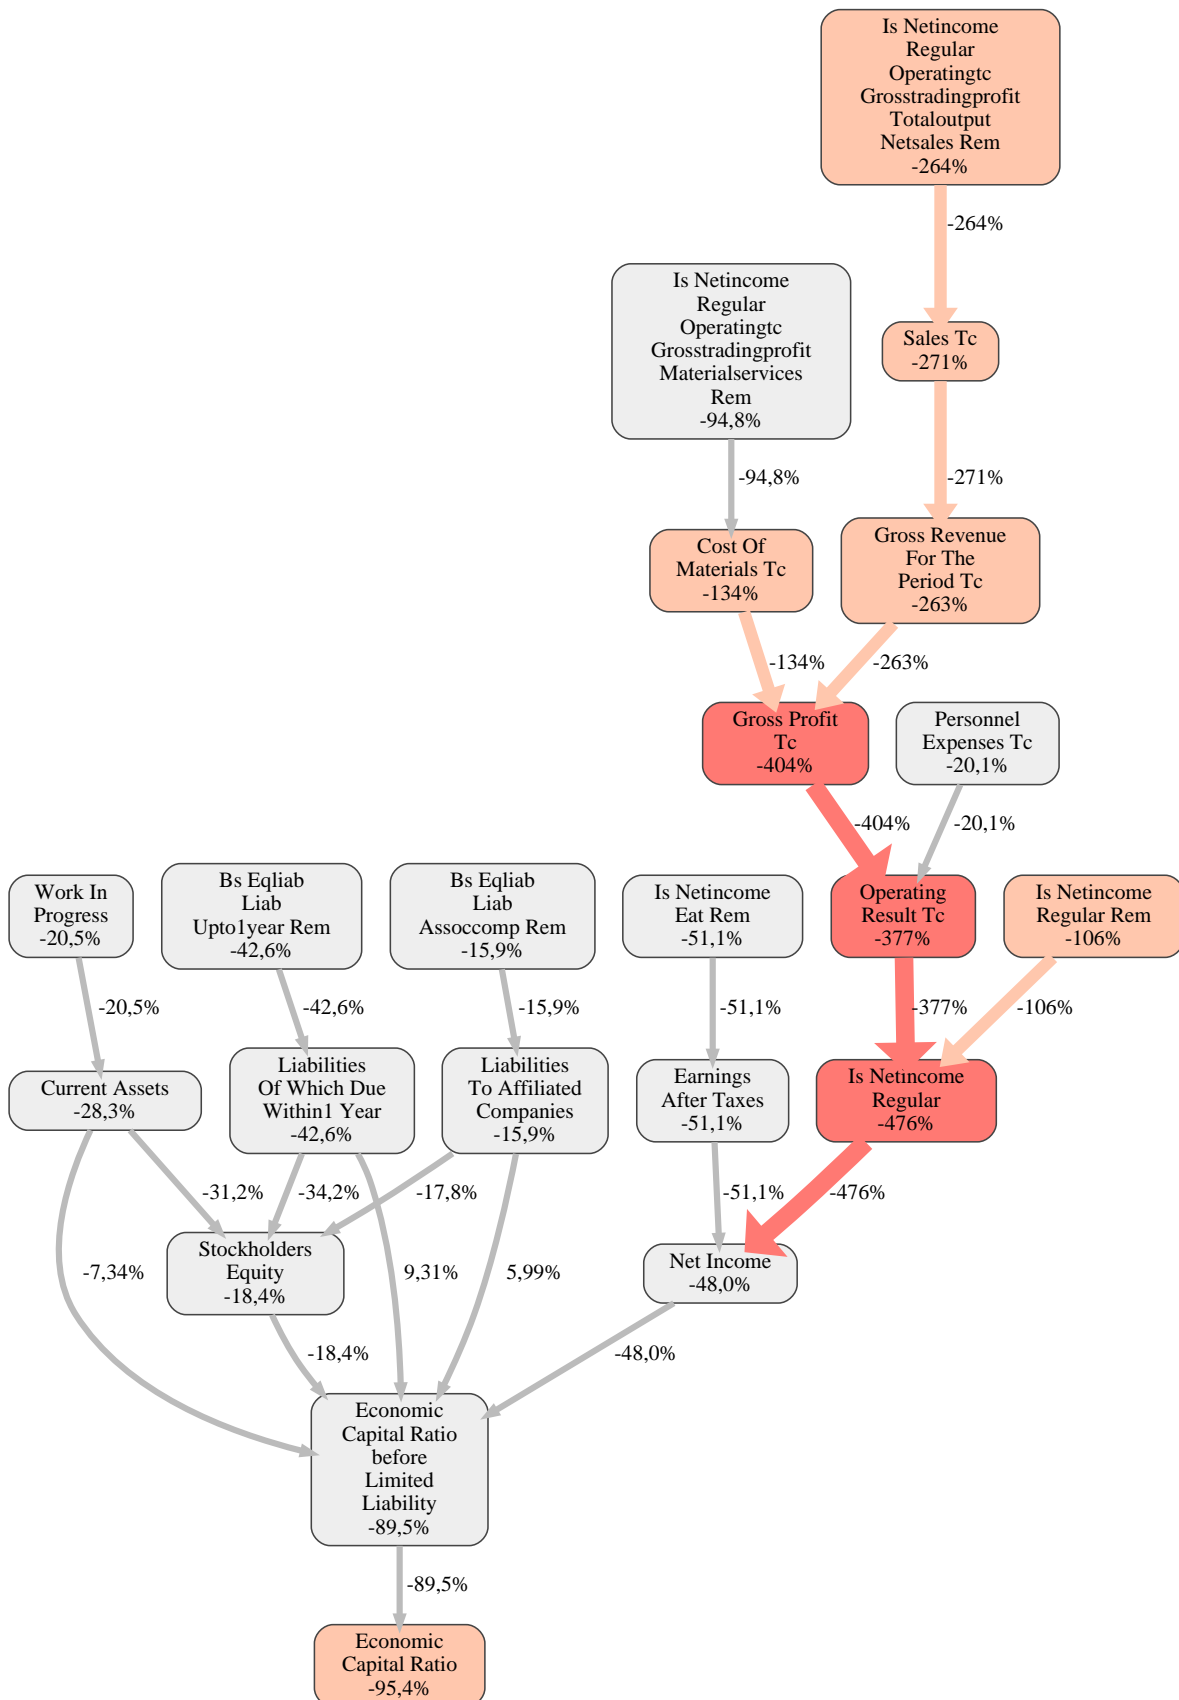 Is Netincome
Regular
Operatingtc
Grosstradingprofit
Totaloutput
Netsales Rem
-264%
-264%
Is Netincome
Regular
Operatingtc
Grosstradingprofit
Materialservices
Rem
-94,8%
Sales Tc
-271%
-94,8%
-271%
Cost Of
Materials Tc
-134%
Gross Revenue
For The
Period Tc
-263%
-134%
-263%
Gross Profit
Tc
-404%
Personnel
Expenses Tc
-20,1%
-404%
-20,1%
Work In
Progress
-20,5%
Bs Eqliab
Liab
Upto1year Rem
-42,6%
Bs Eqliab
Liab
Assoccomp Rem
-15,9%
Is Netincome
Eat Rem
-51,1%
Operating
Result Tc
-377%
Is Netincome
Regular Rem
-106%
-20,5%
-42,6%
-15,9%
-51,1%
-377%
-106%
Current Assets
-28,3%
Liabilities
Of Which Due
Within1 Year
-42,6%
Liabilities
To Affiliated
Companies
-15,9%
Earnings
After Taxes
-51,1%
Is Netincome
Regular
-476%
-31,2%
-34,2%
-17,8%
-51,1%
-476%
Stockholders
Equity
-18,4%
Net Income
-48,0%
-7,34%
9,31%
5,99%
-18,4%
-48,0%
Economic
Capital Ratio
before
Limited
Liability
-89,5%
-89,5%
Economic
Capital Ratio
-95,4%